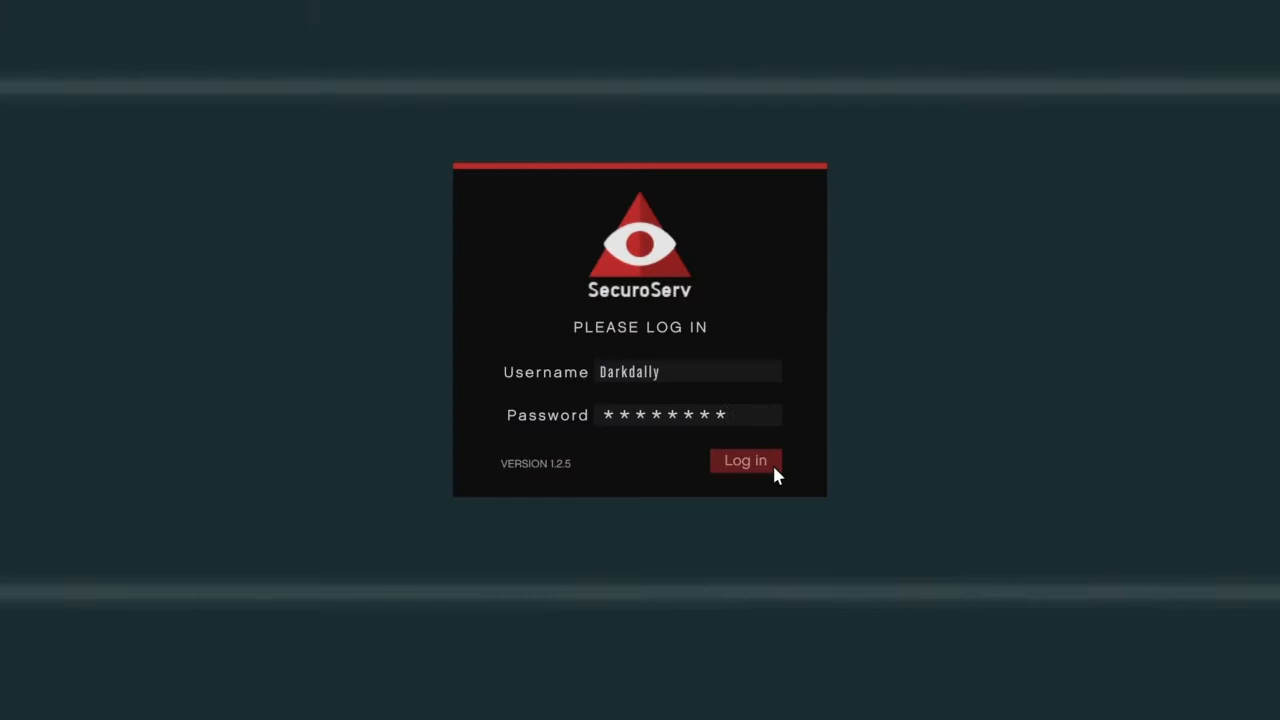 SecuroServ
PLEASE LOG IN
Username Darkdally
Password ********
VERSION 1.2.5 Log in